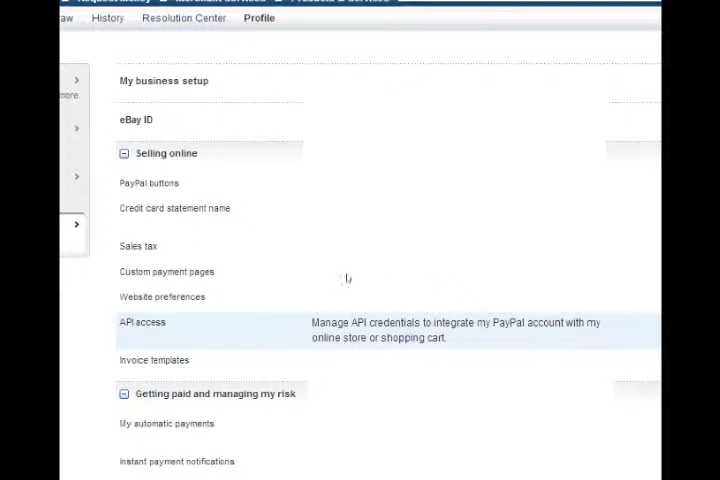 aw History Resolution Center Profile
My business setup
more.
eBay ID
Selling online
PayPal buttons
Credit card statement name
Sales tax
Custom payment pages
Website preferences
API access Manage API credentials to integrate my PayPal account with my
online store or shopping cart.
Invoice templates
Getting paid and managing my risk
My automatic payments
Instant payment notifications